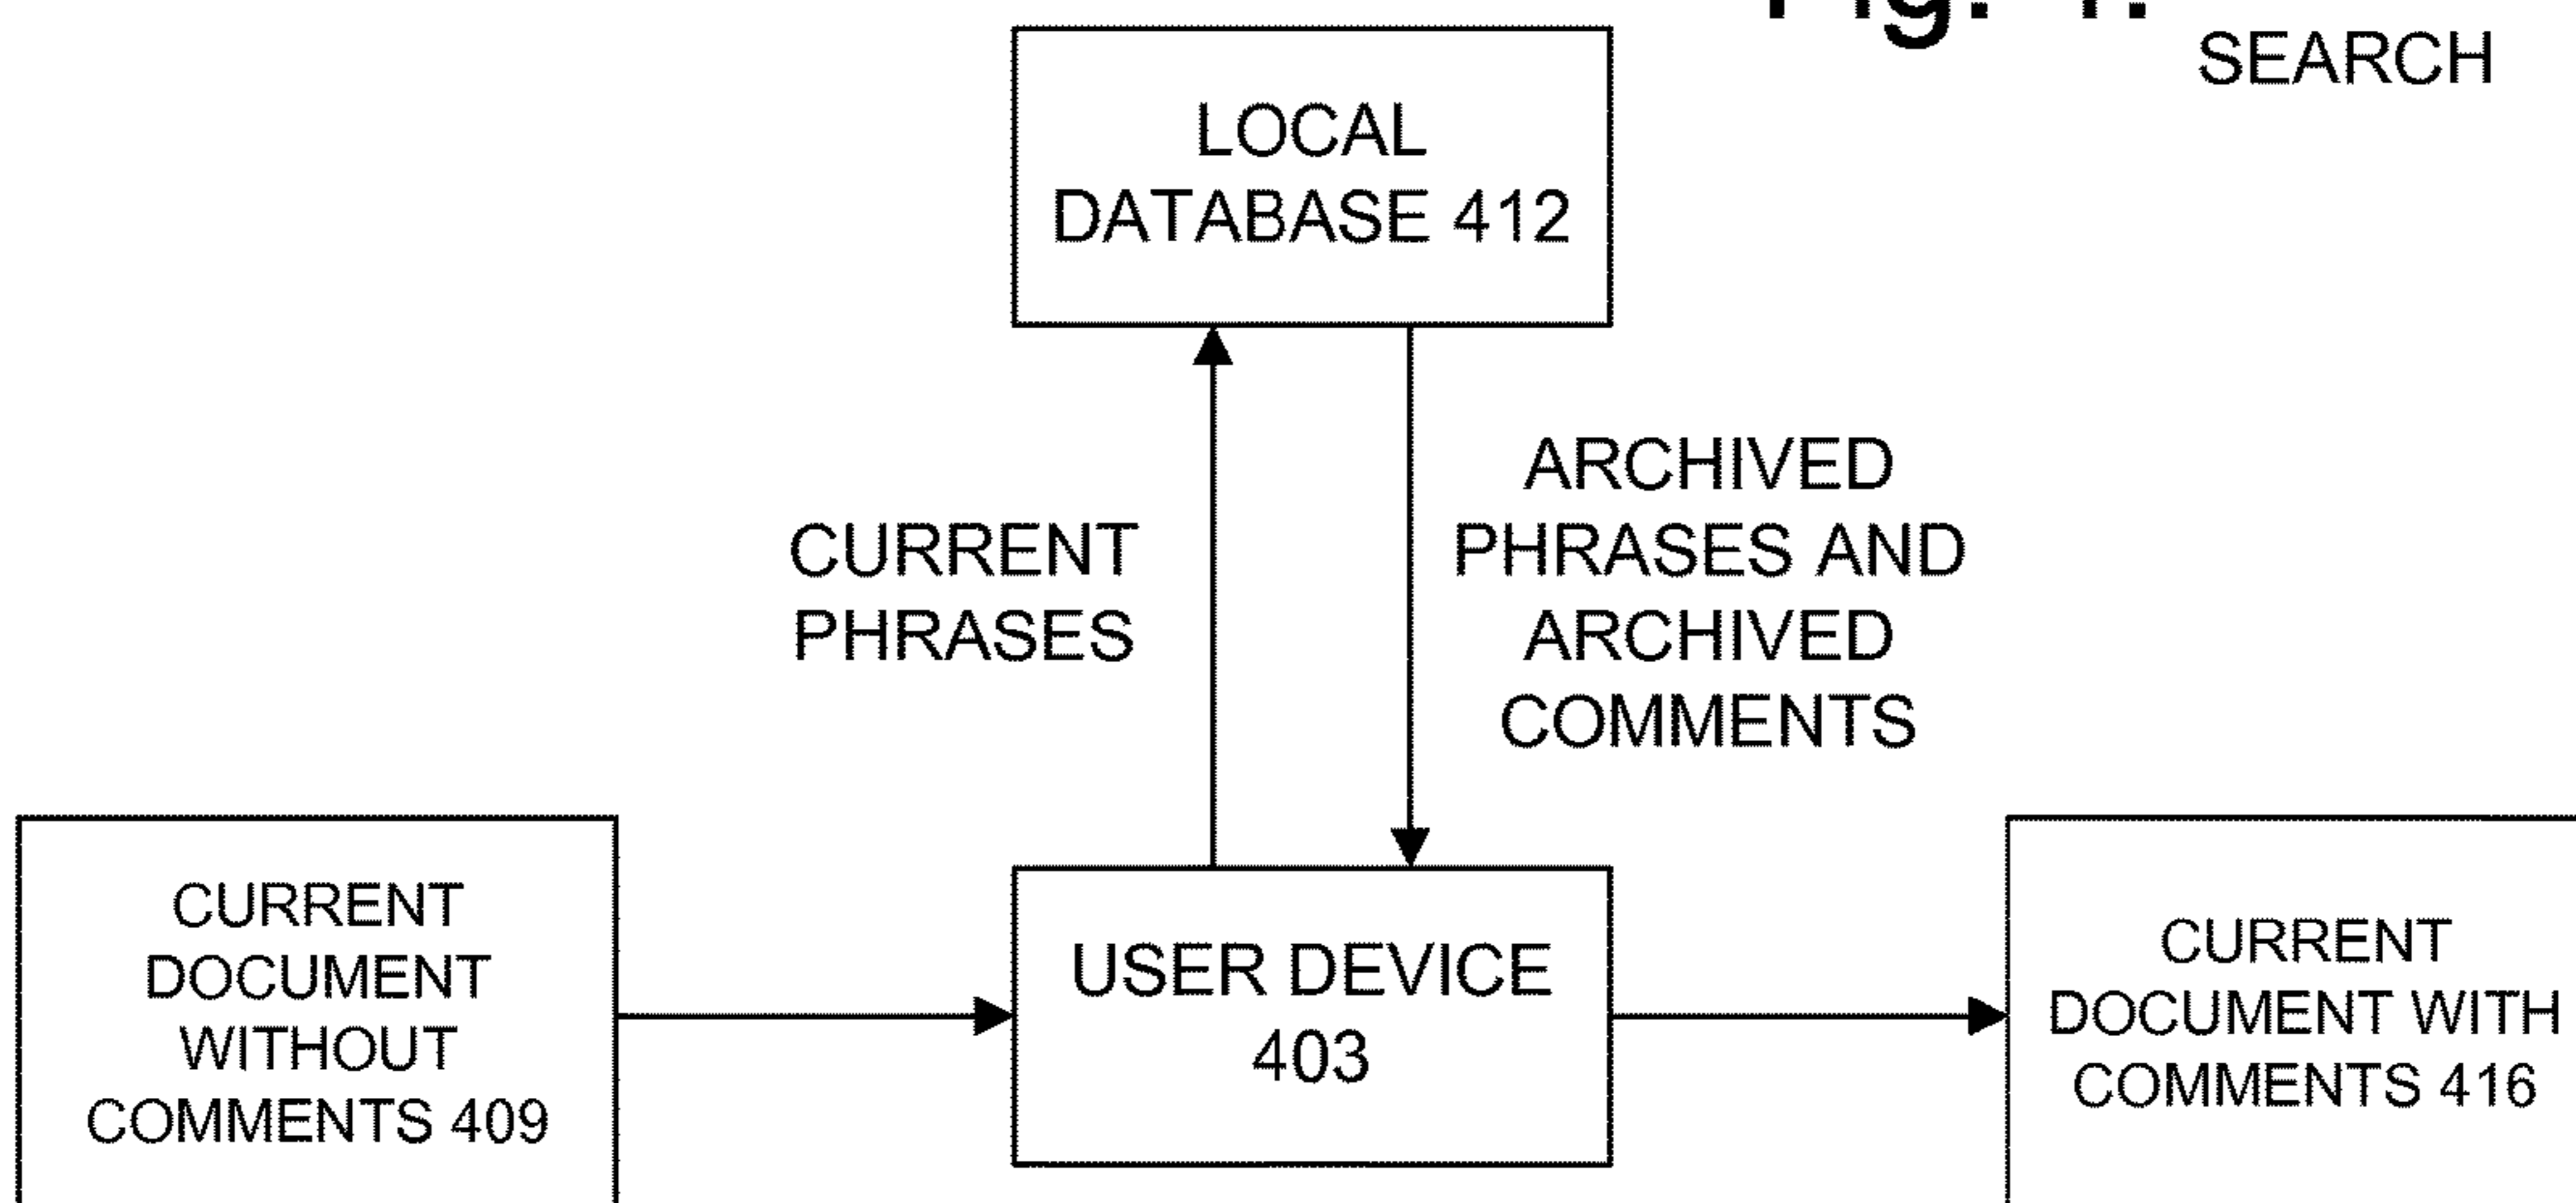 SEARCH
LOCAL
DATABASE 412
CURRENT
PHRASES
ARCHIVED
PHRASES AND
ARCHIVED
COMMENTS
CURRENT
DOCUMENT
WITHOUT
COMMENTS 409
USER DEVICE
403
CURRENT
DOCUMENT WITH
COMMENTS 416